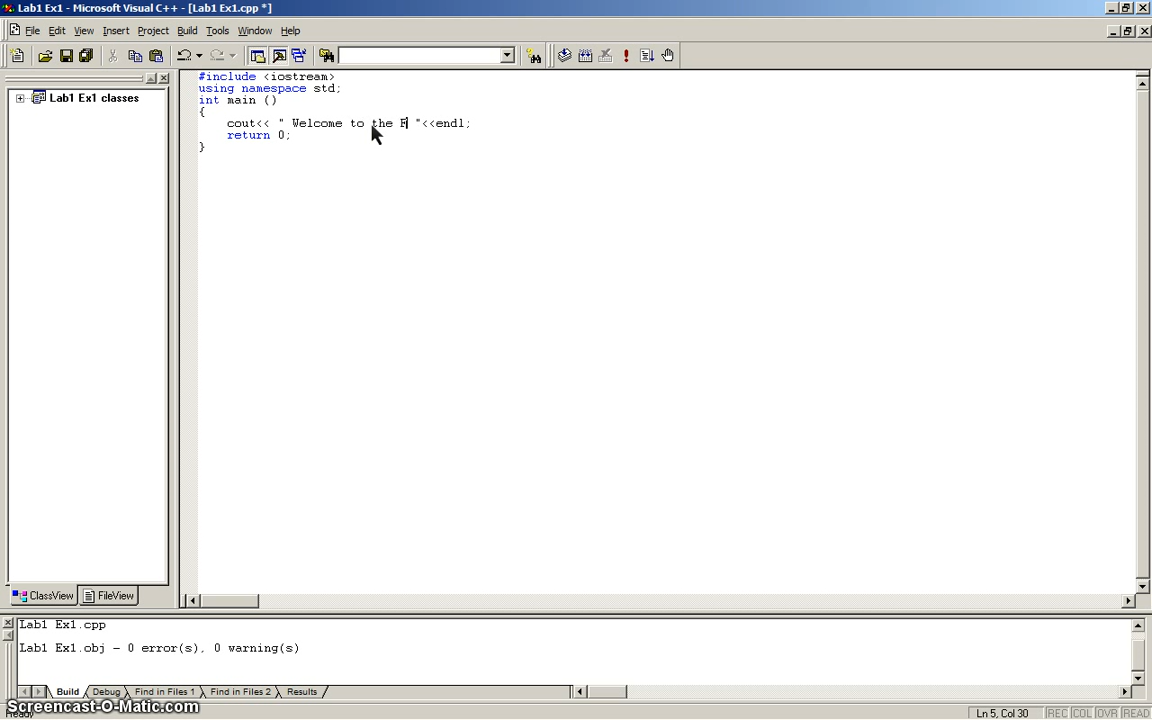 Lab1 Ex1 - Microsoft Visual C++ - [Lab1 Ex1.cpp *]
File Edit View Insert Project Build Tools Window Help
Lab1 Ex1 classes
#include <iostream>
using namespace std;
int main ()
{
cout<< " Welcome to the F "<<endl;
return 0;
}
ClassView FileView
Lab1 Ex1.cpp
Lab1 Ex1.obj - 0 error(s), 0 warning(s)
Build Debug Find in Files 1 Find in Files 2 Results
Screencast-O-Matic.com
Ready Ln 5, Col 30 REC COL OVR READ